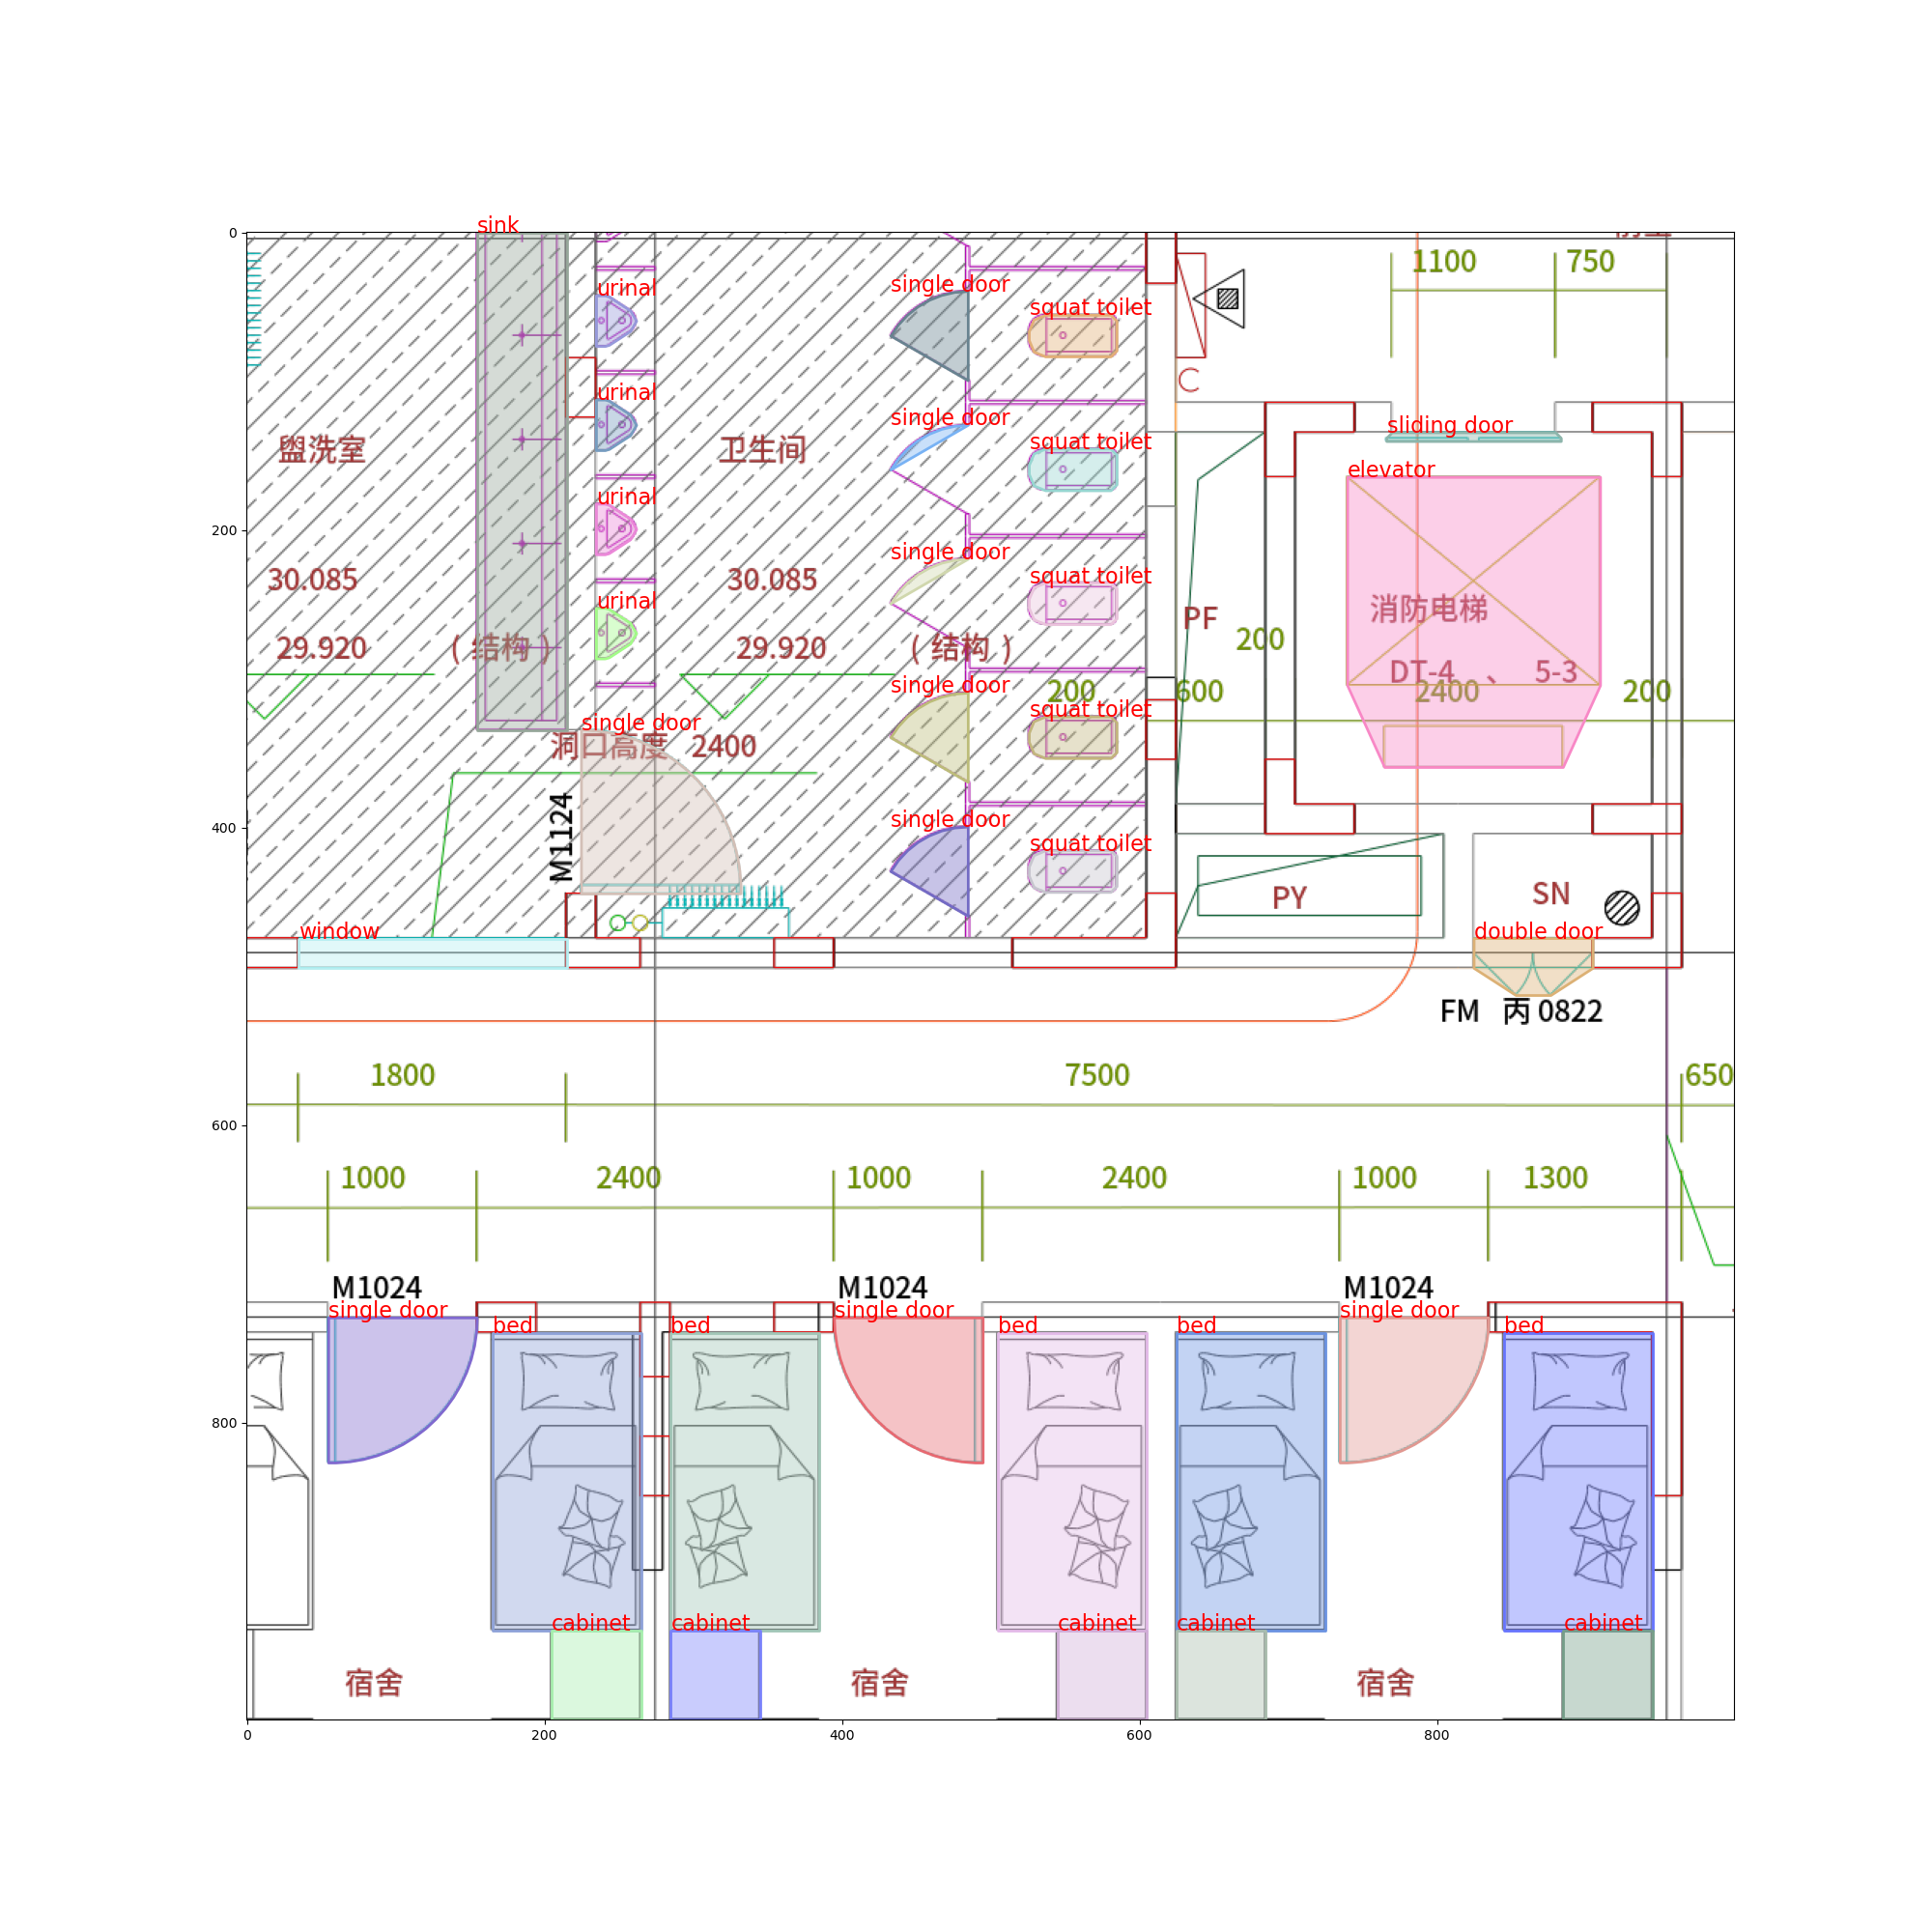 sink
1100 750
urinal
single door
squat toilet
C
urinal
single door
squat toilet
sliding door
盥洗室
卫生间
elevator
urinal
single door
squat toilet
30.085
30.085
urinal
消防电梯
PF
200
29.920 (结构)
29.920 (结构)
DT-4 、 5-3
single door
200
600
2400
200
squat toilet
single door
洞口高度 2400
single door
squat toilet
M1124
PY
SN
window
double door
FM 丙 0822
1800
7500
650
1000
2400
1000
2400
1000
1300
M1024
M1024
M1024
single door
bed
bed
single door
bed
bed
single door
bed
cabinet
cabinet
cabinet
cabinet
cabinet
宿舍
宿舍
宿舍
0
200
400
600
800
0
200
400
600
800